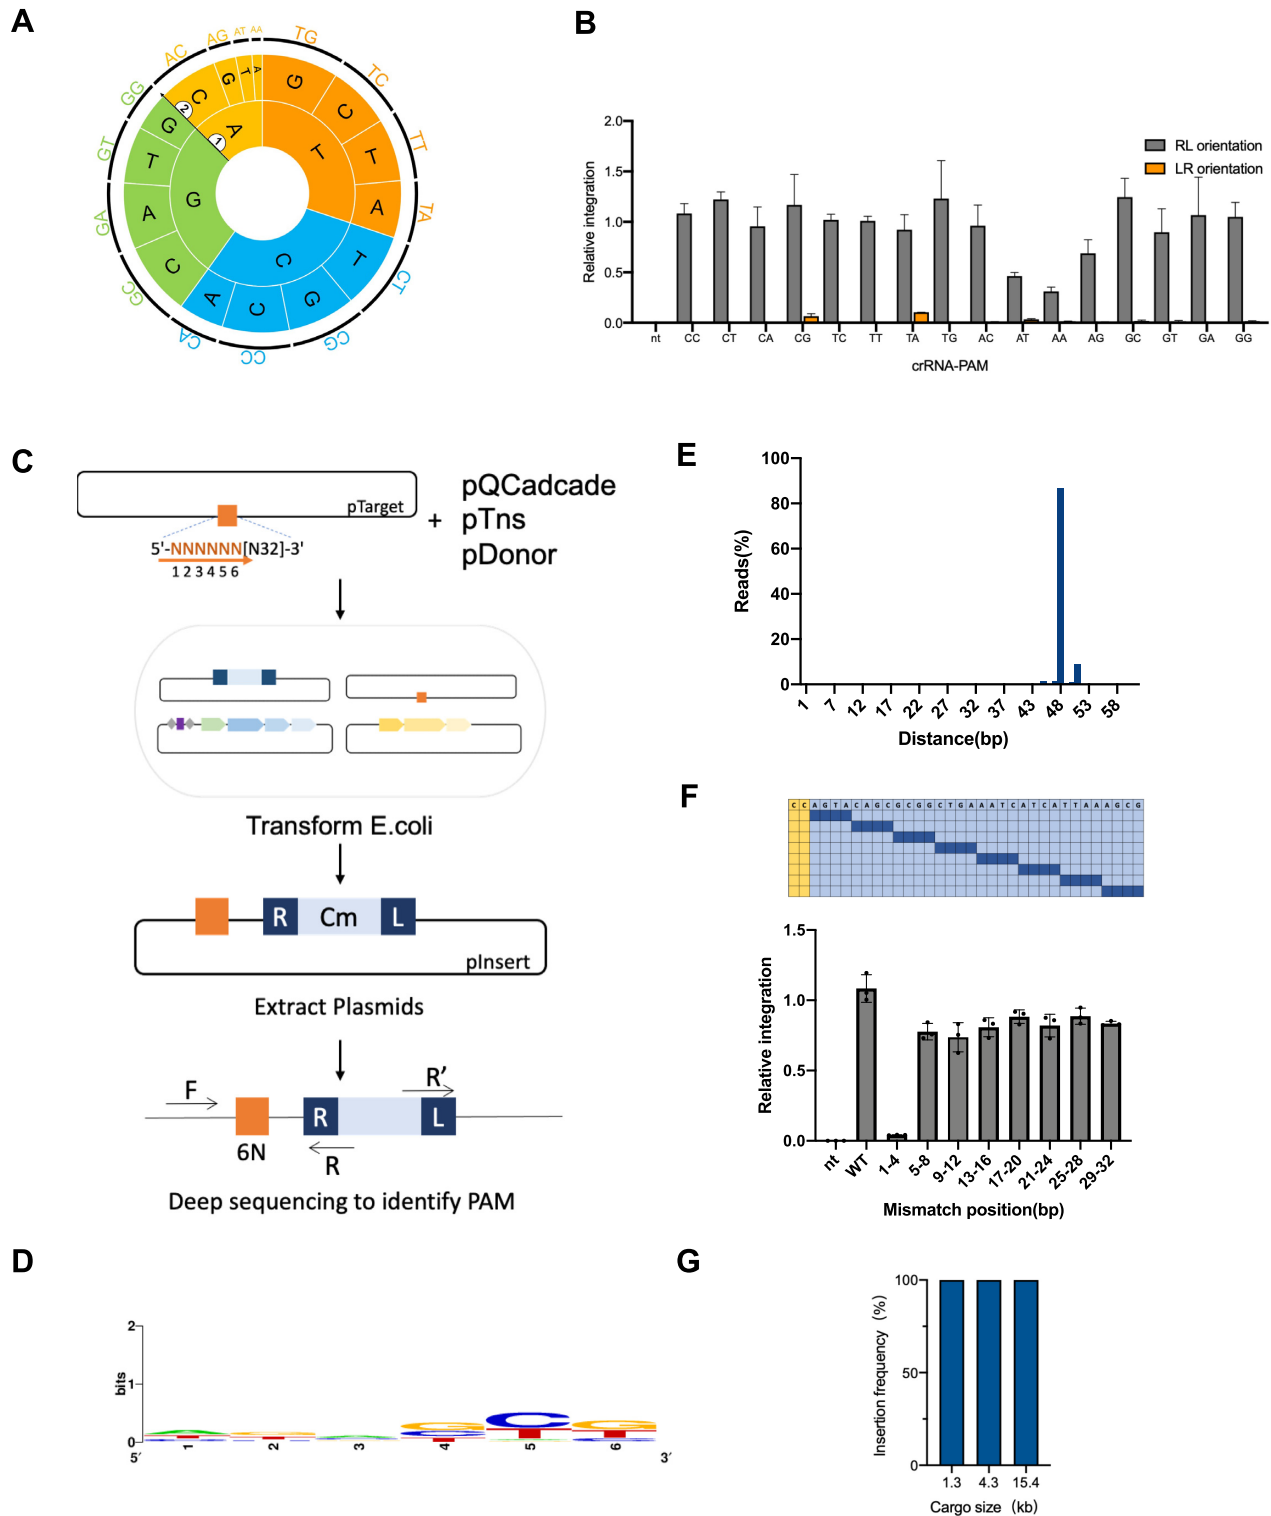 A
AC
AG
AT
AA
TG
TC
TT
TA
CT
CG
CC
CA
GC
GA
GT
GG
C
G
T
A
G
C
T
A
T
G
C
A
C
A
T
G
A
T
G
C
1
2
B
2.0
1.5
1.0
0.5
0.0
Relative integration
RL orientation
LR orientation
nt CC CT CA CG TC TT TA TG AC AT AA AG GC GT GA GG
crRNA-PAM
C
pTarget
+
pQCadcade
pTns
pDonor
5'-NNNNNN[N32]-3'
1 2 3 4 5 6
Transform E.coli
R Cm L
pInsert
Extract Plasmids
F
R'
R L
6N
R
Deep sequencing to identify PAM
D
2
1
0
bits
G C G
A G A C T T
T T T
5′ 1 2 3 4 5 6 3′
E
100
80
60
40
20
0
Reads(%)
1 7 12 17 22 27 32 37 43 48 53 58
Distance(bp)
F
C C A G T A C A G C G C G G C T G A A A T C A T C A T T A A A G C G
1.5
1.0
0.5
0.0
Relative integration
nt WT 1-4 5-8 9-12 13-16 17-20 21-24 25-28 29-32
Mismatch position(bp)
G
100
50
0
Insertion frequency (%)
1.3 4.3 15.4
Cargo size (kb)